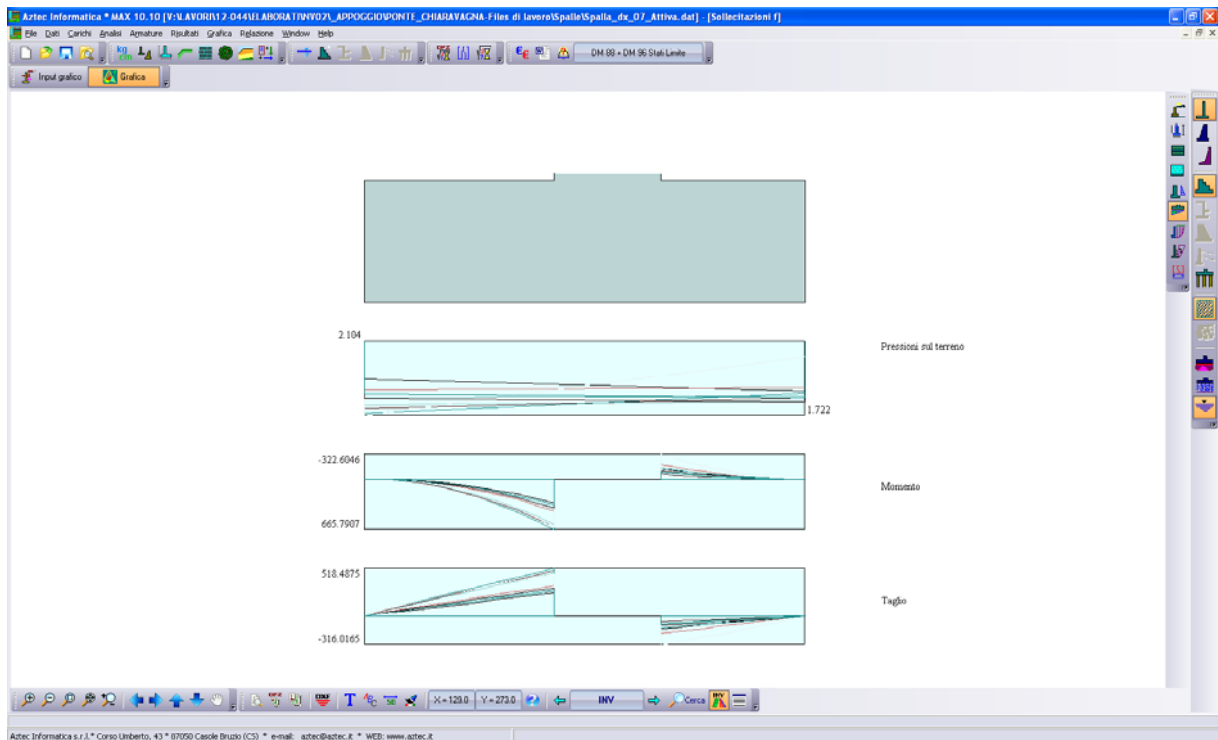 Aztec Informatica * MAX 10.10 [V:\LAVORI\12-044\ELABORATI\NV02\_APPOGGIO\PONTE_CHIARAVAGNA-Files di lavoro\Spalle\Spalla_dx_07_Attiva.dat] - [Sollecitazioni f]
File Dati Carichi Analisi Armature Risultati Grafica Relazione Window Help
DM 88 + DM 96 Stati Limite
Input grafico Grafica
2.104
Pressioni sul terreno
1.722
-322.6046
Momento
665.7907
518.4875
Taglio
-316.0165
X=129.0 Y=273.0 INV Cerca INV
Aztec Informatica s.r.l.* Corso Umberto, 43 * 87050 Casole Bruzio (CS) * e-mail: aztec@aztec.it * WEB: www.aztec.it